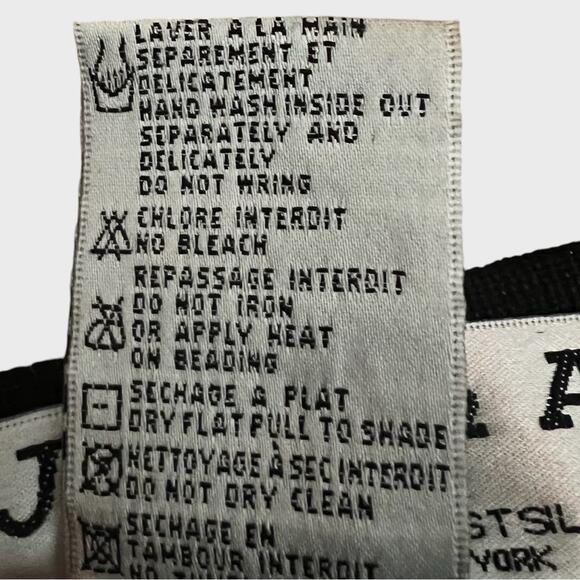 LAVER A LA MAIN
SEPAREMENT ET
DELICATEMENT
HAND WASH INSIDE OUT
SEPARATELY AND
DELICATELY
DO NOT WRING
CHLORE INTERDIT
NO BLEACH
REPASSAGE INTERDIT
DO NOT IRON
OR APPLY HEAT
ON BEADING
SECHAGE A PLAT
DRY FLAT PULL TO SHADE
NETTOYAGE À SEC INTERDIT
DO NOT DRY CLEAN
SECHAGE EN
TAMBOUR INTERDIT
NO
J
A
STSIL
YORK